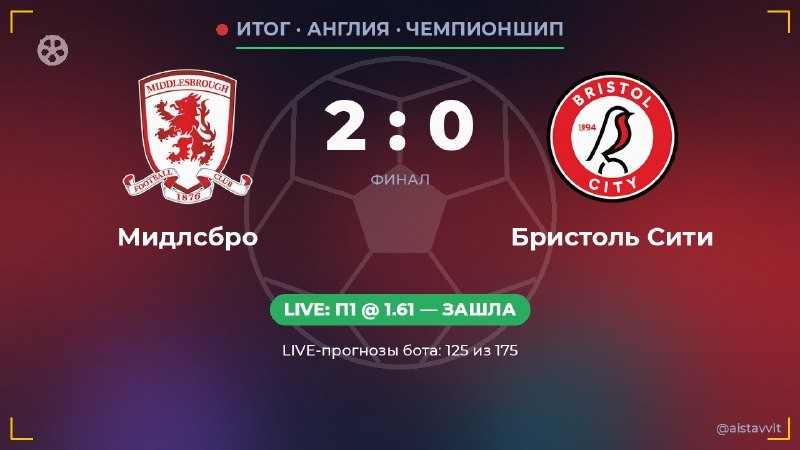 ИТОГ · АНГЛИЯ · ЧЕМПИОНШИП
MIDDLESBROUGH
FOOTBALL CLUB
1876
2 : 0
ФИНАЛ
BRISTOL
1894
CITY
Мидлсбро
Бристоль Сити
LIVE: П1 @ 1.61 — ЗАШЛА
LIVE-прогнозы бота: 125 из 175
@aistavvit